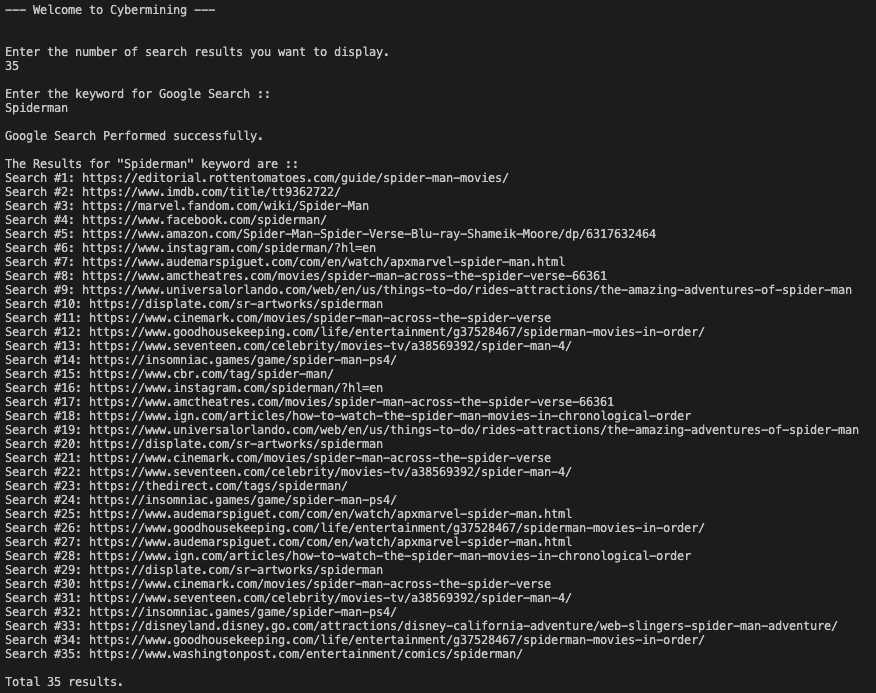 --- Welcome to Cybermining ---
Enter the number of search results you want to display.
35
Enter the keyword for Google Search ::
Spiderman
Google Search Performed successfully.
The Results for "Spiderman" keyword are ::
Search #1: https://editorial.rottentomatoes.com/guide/spider-man-movies/
Search #2: https://www.imdb.com/title/tt9362722/
Search #3: https://marvel.fandom.com/wiki/Spider-Man
Search #4: https://www.facebook.com/spiderman/
Search #5: https://www.amazon.com/Spider-Man-Spider-Verse-Blu-ray-Shameik-Moore/dp/6317632464
Search #6: https://www.instagram.com/spiderman/?hl=en
Search #7: https://www.audemarspiguet.com/com/en/watch/apxmarvel-spider-man.html
Search #8: https://www.amctheatres.com/movies/spider-man-across-the-spider-verse-66361
Search #9: https://www.universalorlando.com/web/en/us/things-to-do/rides-attractions/the-amazing-adventures-of-spider-man
Search #10: https://displate.com/sr-artworks/spiderman
Search #11: https://www.cinemark.com/movies/spider-man-across-the-spider-verse
Search #12: https://www.goodhousekeeping.com/life/entertainment/g37528467/spiderman-movies-in-order/
Search #13: https://www.seventeen.com/celebrity/movies-tv/a38569392/spider-man-4/
Search #14: https://insomniac.games/game/spider-man-ps4/
Search #15: https://www.cbr.com/tag/spider-man/
Search #16: https://www.instagram.com/spiderman/?hl=en
Search #17: https://www.amctheatres.com/movies/spider-man-across-the-spider-verse-66361
Search #18: https://www.ign.com/articles/how-to-watch-the-spider-man-movies-in-chronological-order
Search #19: https://www.universalorlando.com/web/en/us/things-to-do/rides-attractions/the-amazing-adventures-of-spider-man
Search #20: https://displate.com/sr-artworks/spiderman
Search #21: https://www.cinemark.com/movies/spider-man-across-the-spider-verse
Search #22: https://www.seventeen.com/celebrity/movies-tv/a38569392/spider-man-4/
Search #23: https://thedirect.com/tags/spiderman/
Search #24: https://insomniac.games/game/spider-man-ps4/
Search #25: https://www.audemarspiguet.com/com/en/watch/apxmarvel-spider-man.html
Search #26: https://www.goodhousekeeping.com/life/entertainment/g37528467/spiderman-movies-in-order/
Search #27: https://www.audemarspiguet.com/com/en/watch/apxmarvel-spider-man.html
Search #28: https://www.ign.com/articles/how-to-watch-the-spider-man-movies-in-chronological-order
Search #29: https://displate.com/sr-artworks/spiderman
Search #30: https://www.cinemark.com/movies/spider-man-across-the-spider-verse
Search #31: https://www.seventeen.com/celebrity/movies-tv/a38569392/spider-man-4/
Search #32: https://insomniac.games/game/spider-man-ps4/
Search #33: https://disneyland.disney.go.com/attractions/disney-california-adventure/web-slingers-spider-man-adventure/
Search #34: https://www.goodhousekeeping.com/life/entertainment/g37528467/spiderman-movies-in-order/
Search #35: https://www.washingtonpost.com/entertainment/comics/spiderman/
Total 35 results.